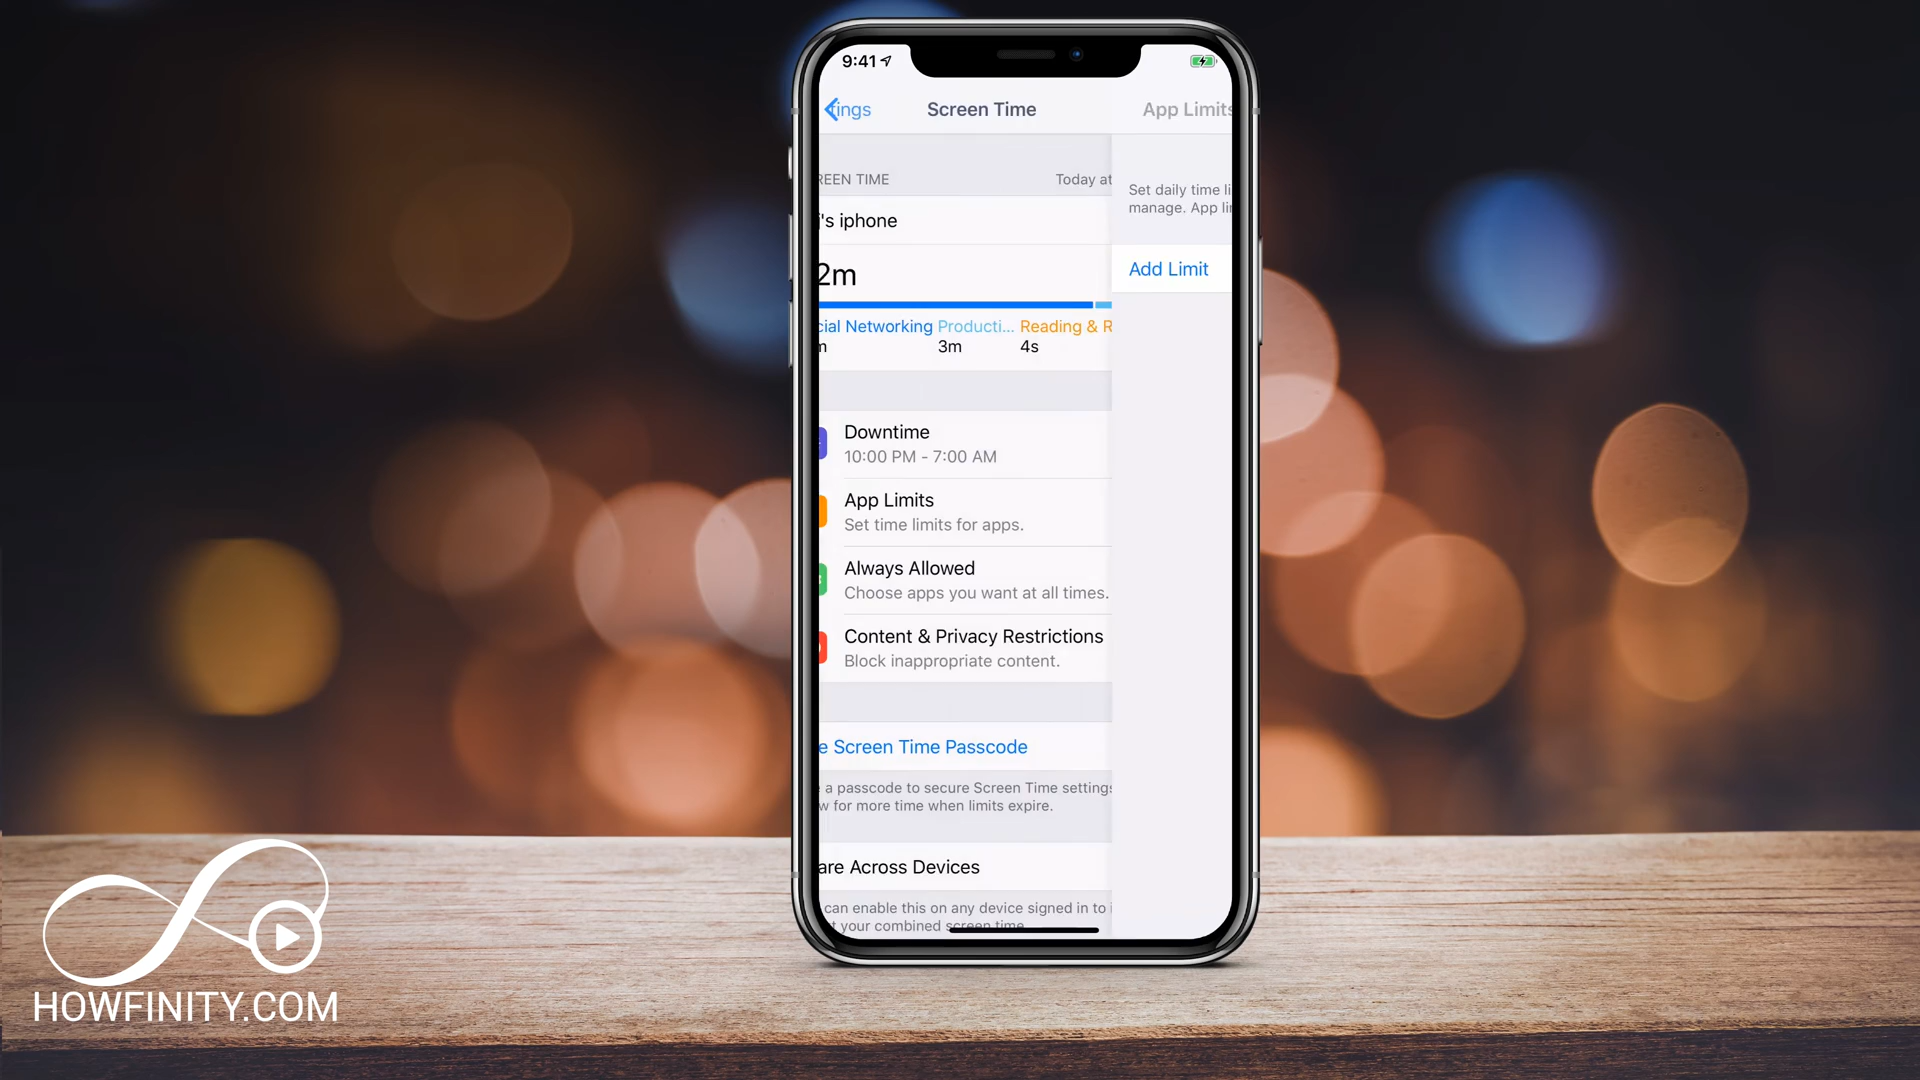 9:41
ings
Screen Time
App Limits
REEN TIME
Today at
's iphone
2m
cial Networking
Producti...
Reading & R
m
3m
4s
Set daily time li
manage. App li
Add Limit
Downtime
10:00 PM - 7:00 AM
App Limits
Set time limits for apps.
Always Allowed
Choose apps you want at all times.
Content & Privacy Restrictions
Block inappropriate content.
e Screen Time Passcode
a passcode to secure Screen Time settings
w for more time when limits expire.
are Across Devices
can enable this on any device signed in to i
t your combined screen time
HOWFINITY.COM